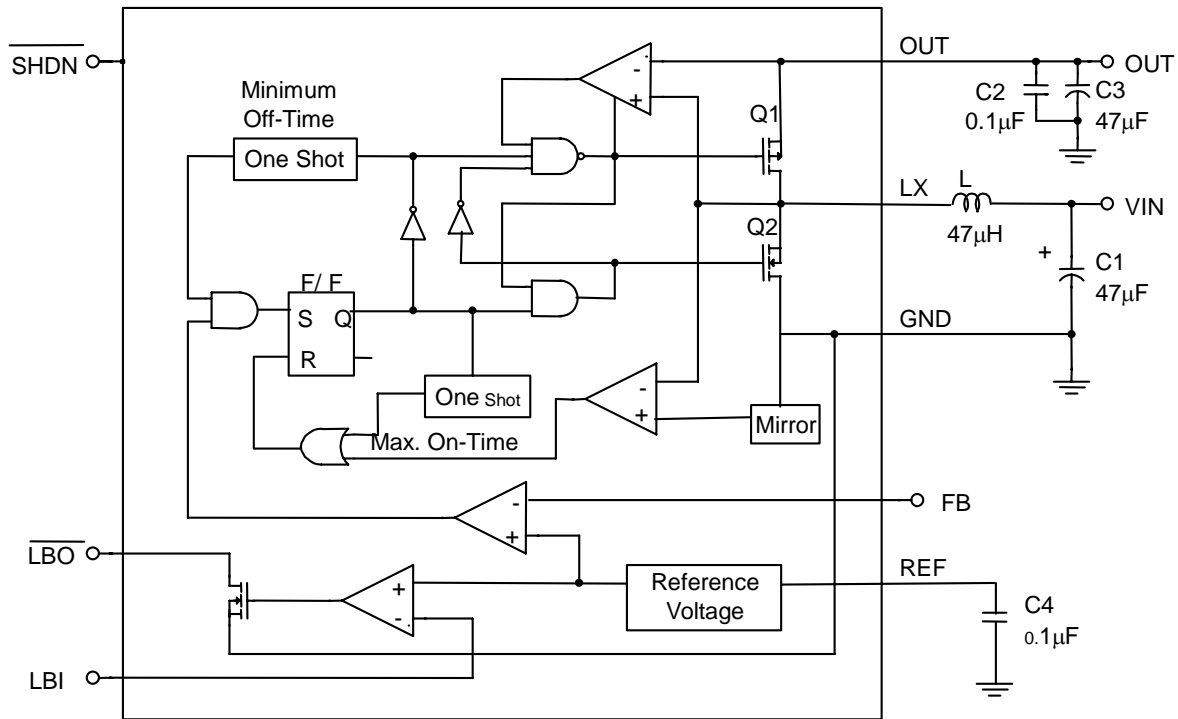 SHDN
OUT
OUT
C2
0.1μF
C3
47μF
Minimum
Off-Time
One Shot
Q1
-
+
LX
L
47μH
VIN
Q2
+
C1
47μF
F/ F
S
Q
R
GND
One Shot
-
+
Mirror
Max. On-Time
-
+
FB
LBO
+
-
Reference
Voltage
REF
C4
0.1μF
LBI